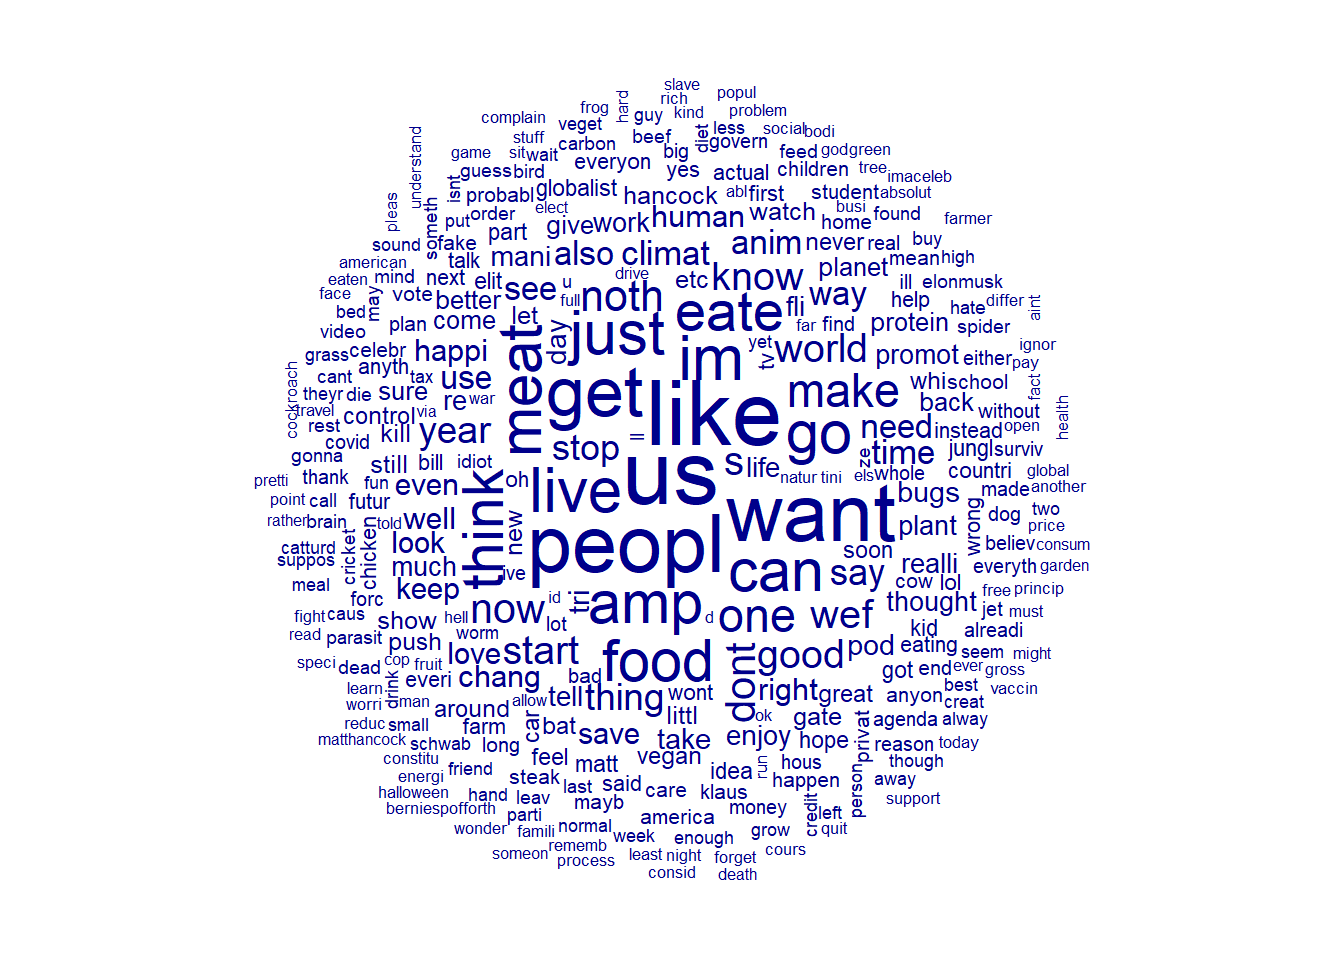 slave
rich
popul
frog
hard
guy
kind
problem
complain
veget
diet
less
social
bodi
stuff
carbon
beef
govern
game
sit
wait
everyon
big
feed
god
green
understand
guess
bird
yes
actual
children
tree
imaceleb
isnt
probabl
globalist
hancock
abl
first
student
absolut
pleas
someth
put
order
elect
give
work
human
watch
busi
home
found
farmer
sound
fake
part
mani
also
climat
anim
never
real
buy
american
talk
drive
etc
know
planet
mean
high
eaten
mind
next
elit
see
u
noth
fli
way
ill
elonmusk
face
may
vote
better
full
eate
help
hate
differ
aint
bed
plan
come
let
day
just
far
find
protein
spider
video
celebr
happi
meat
im
yet
tv
world
promot
either
ignor
grass
anyth
pay
cant
tax
use
get
like
make
whi
school
fact
cockroach
theyr
die
sure
re
war
back
without
health
travel
control
via
year
=
go
need
instead
open
rest
kill
stop
time
jungl
surviv
covid
gonna
still
bill
idiot
think
us
s
life
ze
whole
countri
global
pretti
thank
fun
even
oh
live
natur
tini
els
bugs
made
another
point
call
futur
want
rather
brain
told
well
new
peopl
plant
wrong
dog
two
price
catturd
cricket
chicken
look
soon
realli
believ
consum
suppos
much
ive
can
say
cow
lol
everyth
garden
meal
forc
keep
id
tri
amp
d
one
wef
thought
free
princip
fight
caus
show
hell
now
lot
jet
must
read
parasit
push
worm
kid
alreadi
speci
dead
cop
fruit
love
start
food
dont
good
pod
eating
seem
might
learn
drink
everi
chang
bad
got
end
ever
gross
worri
man
allow
tell
thing
wont
right
great
anyon
best
vaccin
reduc
small
around
car
littl
ok
gate
privat
agenda
creat
alway
matthancock
schwab
farm
long
bat
save
take
enjoy
hope
reason
today
constitu
friend
feel
matt
vegan
idea
run
hous
though
energi
steak
last
said
care
klaus
happen
person
away
halloween
hand
leav
mayb
money
credit
left
support
berniespofforth
parti
america
wonder
famili
normal
week
enough
grow
quit
someon
rememb
least
night
forget
cours
process
consid
death